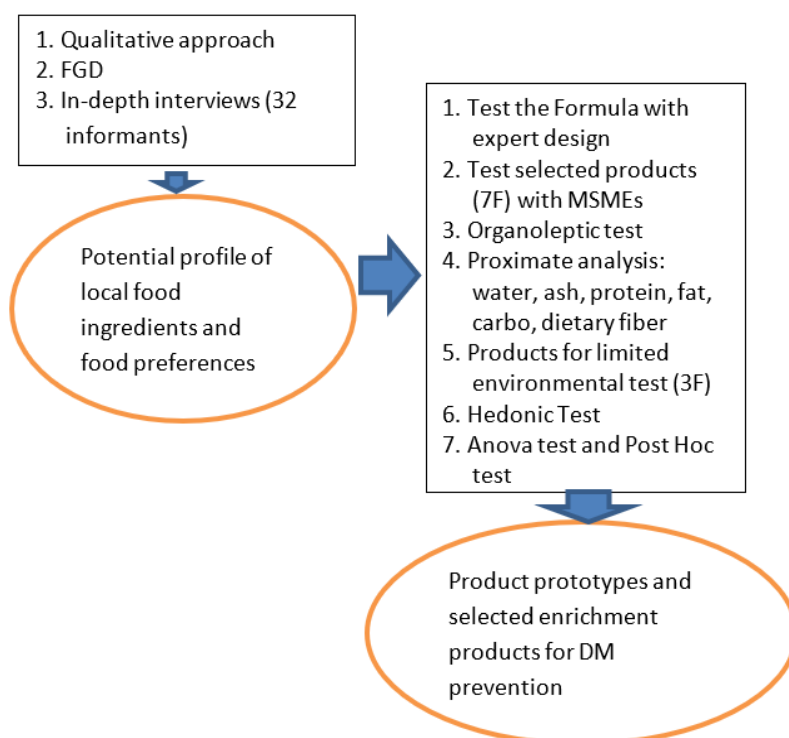 1. Qualitative approach
2. FGD
3. In-depth interviews (32
informants)
Potential profile of
local food
ingredients and
food preferences
1. Test the Formula with
expert design
2. Test selected products
(7F) with MSMEs
3. Organoleptic test
4. Proximate analysis:
water, ash, protein, fat,
carbo, dietary fiber
5. Products for limited
environmental test (3F)
6. Hedonic Test
7. Anova test and Post Hoc
test
Product prototypes and
selected enrichment
products for DM
prevention